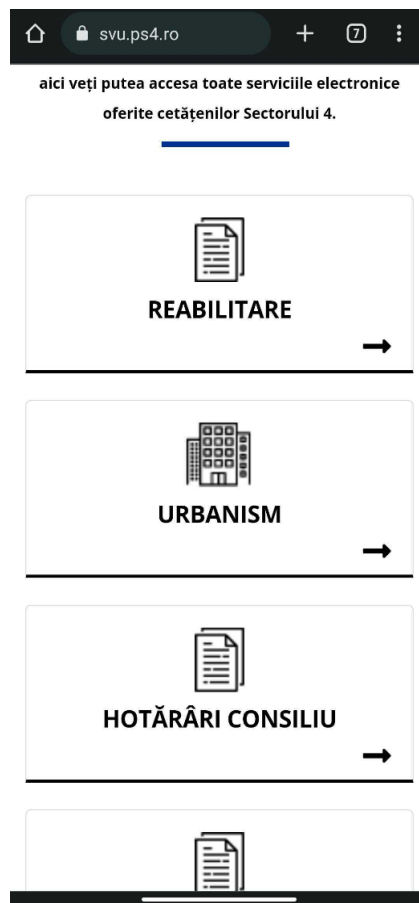 svu.ps4.ro
7
aici veți putea accesa toate serviciile electronice
oferite cetățenilor Sectorului 4.
REABILITARE
URBANISM
HOTĂRÂRI CONSILIU